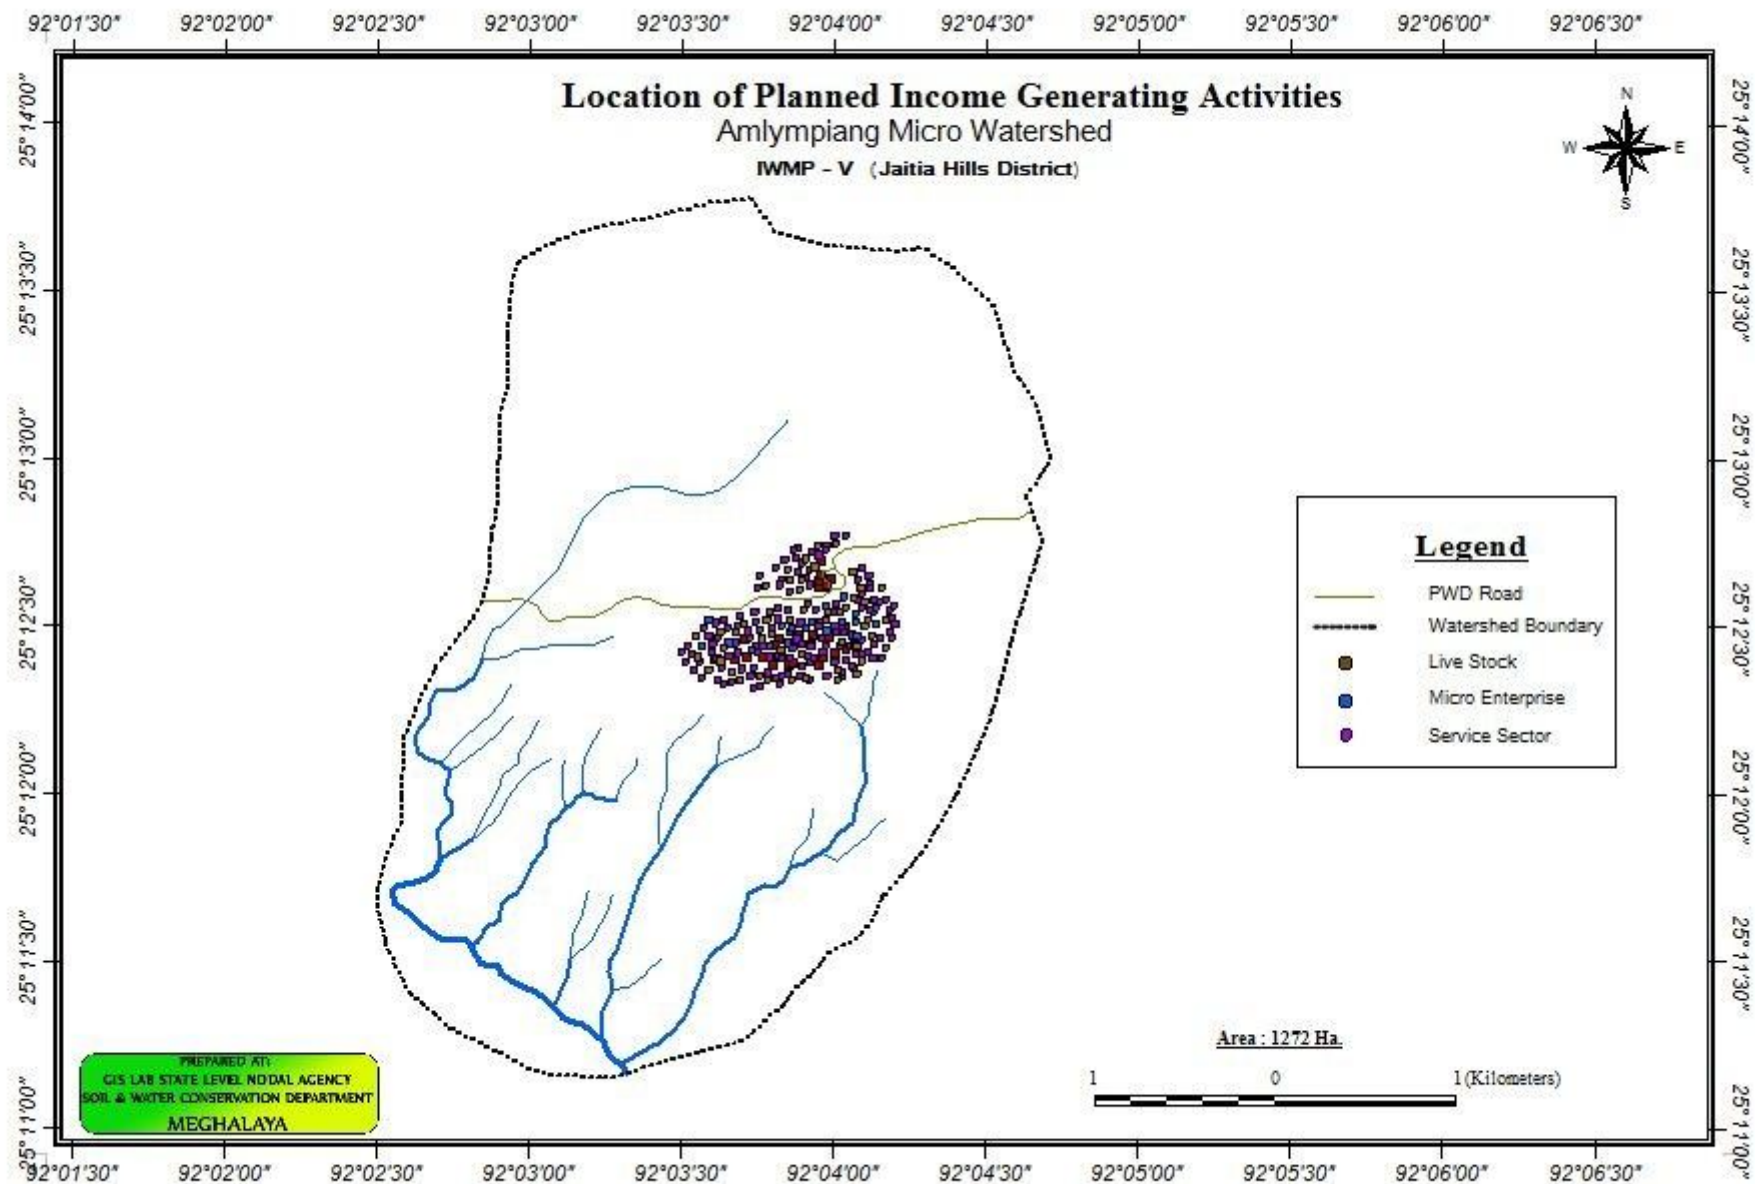 92°01'30" 92°02'00" 92°02'30" 92°03'00" 92°03'30" 92°04'00" 92°04'30" 92°05'00" 92°05'30" 92°06'00" 92°06'30"
Location of Planned Income Generating Activities
Amlympiang Micro Watershed
IWMP - V (Jaitia Hills District)
N
W E
S
25°14'00" 25°14'00"
25°13'30" 25°13'30"
25°13'00" 25°13'00"
25°12'30" 25°12'30"
25°12'00" 25°12'00"
25°11'30" 25°11'30"
25°11'00" 25°11'00"
Legend
PWD Road
Watershed Boundary
Live Stock
Micro Enterprise
Service Sector
Area : 1272 Ha.
1 0 1 (Kilometers)
PREPARED AT:
GIS LAB STATE LEVEL NODAL AGENCY
SOIL & WATER CONSERVATION DEPARTMENT
MEGHALAYA
92°01'30" 92°02'00" 92°02'30" 92°03'00" 92°03'30" 92°04'00" 92°04'30" 92°05'00" 92°05'30" 92°06'00" 92°06'30"